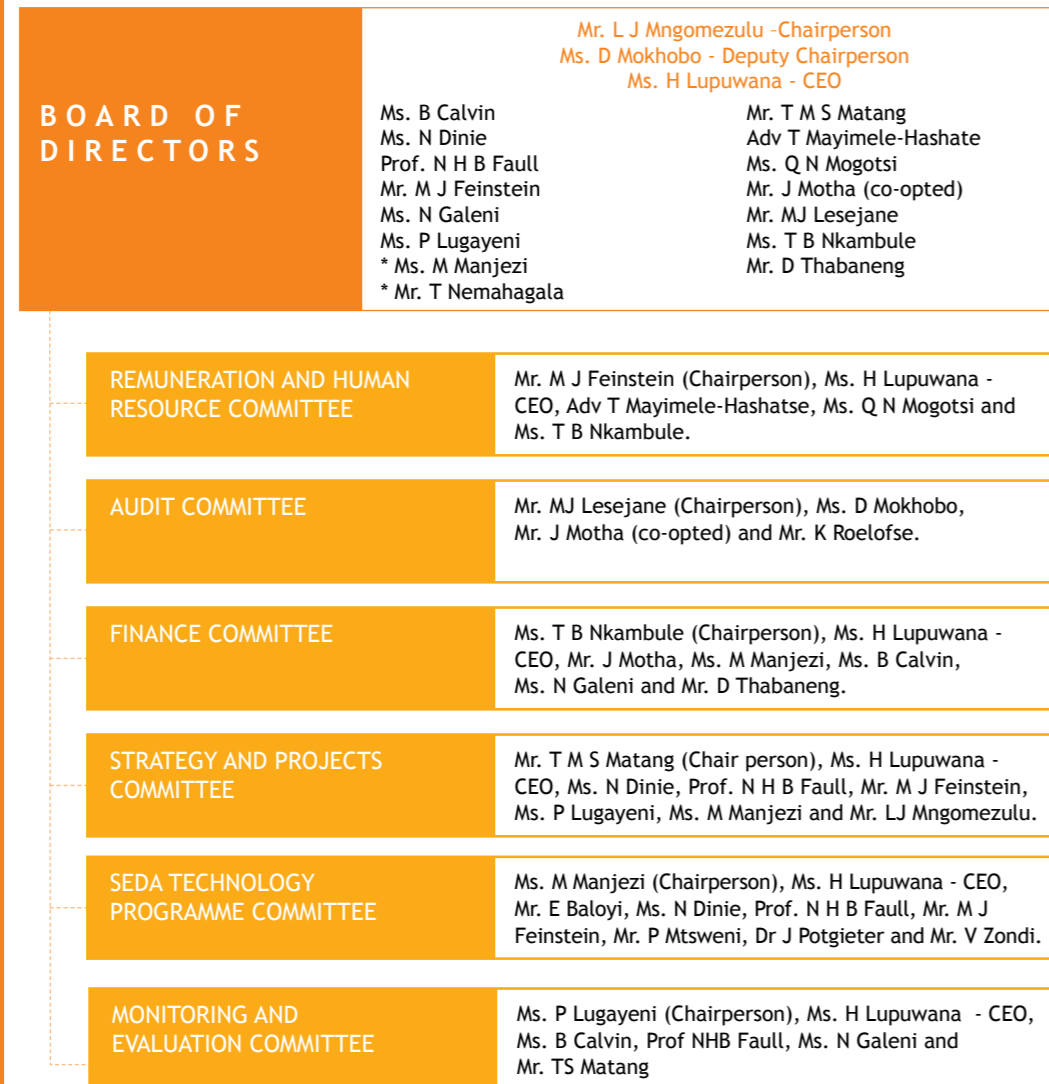 BOARD OF
DIRECTORS
Mr. L J Mngomezulu –Chairperson
Ms. D Mokhobo - Deputy Chairperson
Ms. H Lupuwana - CEO
Ms. B Calvin
Ms. N Dinie
Prof. N H B Faull
Mr. M J Feinstein
Ms. N Galeni
Ms. P Lugayeni
* Ms. M Manjezi
* Mr. T Nemahagala
Mr. T M S Matang
Adv T Mayimele-Hashate
Ms. Q N Mogotsi
Mr. J Motha (co-opted)
Mr. MJ Lesejane
Ms. T B Nkambule
Mr. D Thabaneng
REMUNERATION AND HUMAN
RESOURCE COMMITTEE
Mr. M J Feinstein (Chairperson), Ms. H Lupuwana -
CEO, Adv T Mayimele-Hashatse, Ms. Q N Mogotsi and
Ms. T B Nkambule.
AUDIT COMMITTEE
Mr. MJ Lesejane (Chairperson), Ms. D Mokhobo,
Mr. J Motha (co-opted) and Mr. K Roelofse.
FINANCE COMMITTEE
Ms. T B Nkambule (Chairperson), Ms. H Lupuwana -
CEO, Mr. J Motha, Ms. M Manjezi, Ms. B Calvin,
Ms. N Galeni and Mr. D Thabaneng.
STRATEGY AND PROJECTS
COMMITTEE
Mr. T M S Matang (Chair person), Ms. H Lupuwana -
CEO, Ms. N Dinie, Prof. N H B Faull, Mr. M J Feinstein,
Ms. P Lugayeni, Ms. M Manjezi and Mr. LJ Mngomezulu.
SEDA TECHNOLOGY
PROGRAMME COMMITTEE
Ms. M Manjezi (Chairperson), Ms. H Lupuwana - CEO,
Mr. E Baloyi, Ms. N Dinie, Prof. N H B Faull, Mr. M J
Feinstein, Mr. P Mtsweni, Dr J Potgieter and Mr. V Zondi.
MONITORING AND
EVALUATION COMMITTEE
Ms. P Lugayeni (Chairperson), Ms. H Lupuwana  - CEO,
Ms. B Calvin, Prof NHB Faull, Ms. N Galeni and
Mr. TS Matang